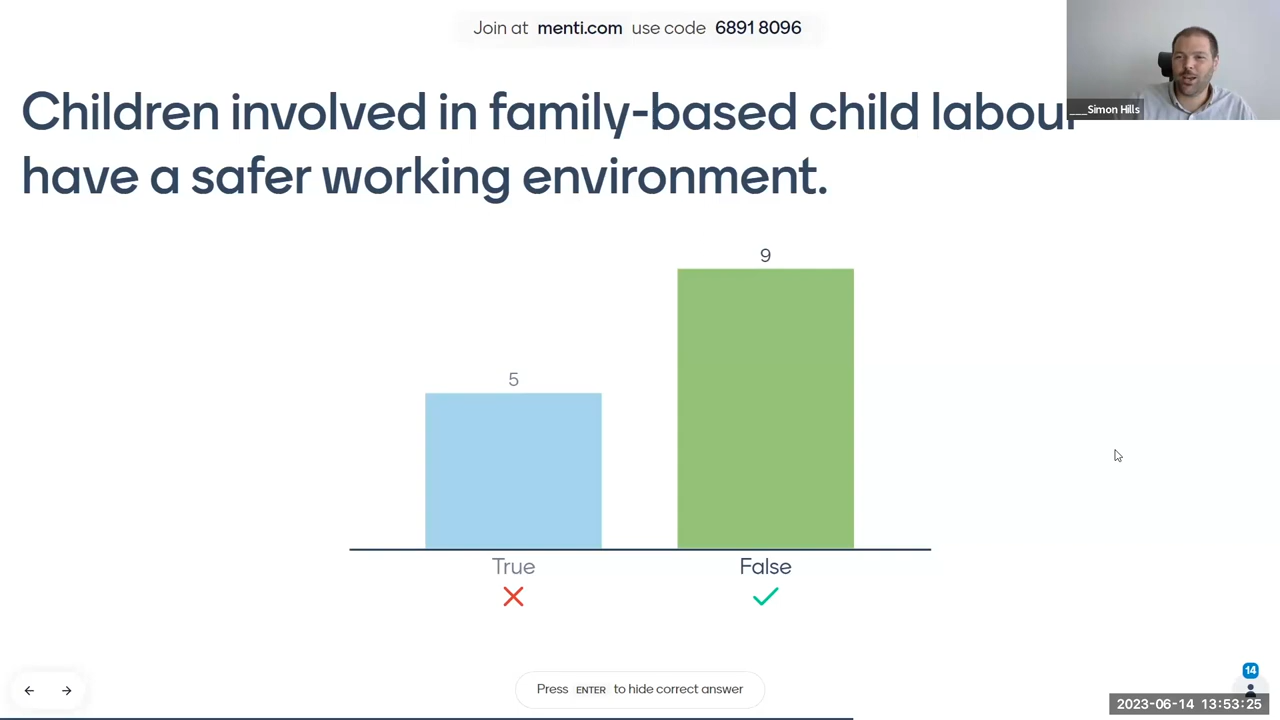 Join at menti.com use code 6891 8096
Children involved in family-based child labour
have a safer working environment.
___Simon Hills
9
5
True
False
Press ENTER to hide correct answer
14
2023-06-14 13:53:25